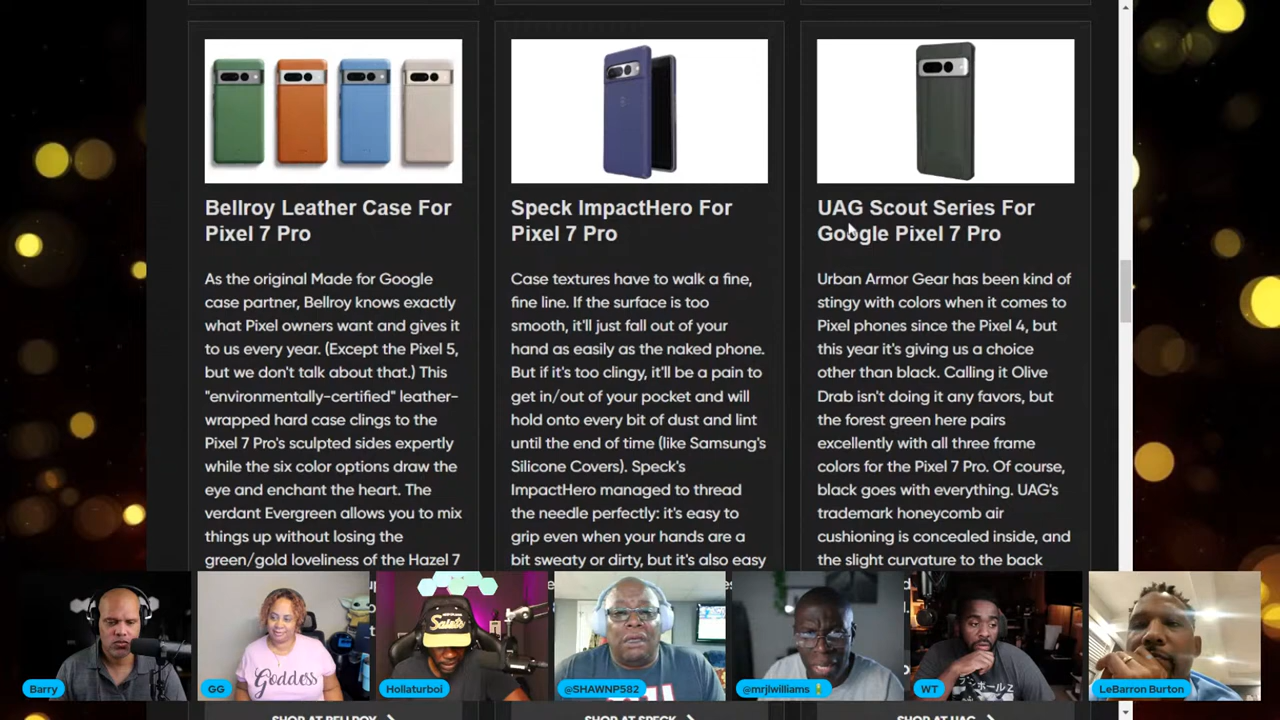 Bellroy Leather Case For
Pixel 7 Pro
As the original Made for Google
case partner, Bellroy knows exactly
what Pixel owners want and gives it
to us every year. (Except the Pixel 5,
but we don't talk about that.) This
"environmentally-certified" leather-
wrapped hard case clings to the
Pixel 7 Pro's sculpted sides expertly
while the six color options draw the
eye and enchant the heart. The
verdant Evergreen allows you to mix
things up without losing the
green/gold loveliness of the Hazel 7
Speck ImpactHero For
Pixel 7 Pro
Case textures have to walk a fine,
fine line. If the surface is too
smooth, it'll just fall out of your
hand as easily as the naked phone.
But if it's too clingy, it'll be a pain to
get in/out of your pocket and will
hold onto every bit of dust and lint
until the end of time (like Samsung's
Silicone Covers). Speck's
ImpactHero managed to thread
the needle perfectly: it's easy to
grip even when your hands are a
bit sweaty or dirty, but it's also easy
UAG Scout Series For
Google Pixel 7 Pro
Urban Armor Gear has been kind of
stingy with colors when it comes to
Pixel phones since the Pixel 4, but
this year it's giving us a choice
other than black. Calling it Olive
Drab isn't doing it any favors, but
the forest green here pairs
excellently with all three frame
colors for the Pixel 7 Pro. Of course,
black goes with everything. UAG's
trademark honeycomb air
cushioning is concealed inside, and
the slight curvature to the back
Saints
Goddess
Barry
GG
Hollaturboi
@SHAWNP582
@mrjlwilliams
WT
LeBarron Burton
SHOP AT BELLROY
SHOP AT SPECK
SHOP AT UAG